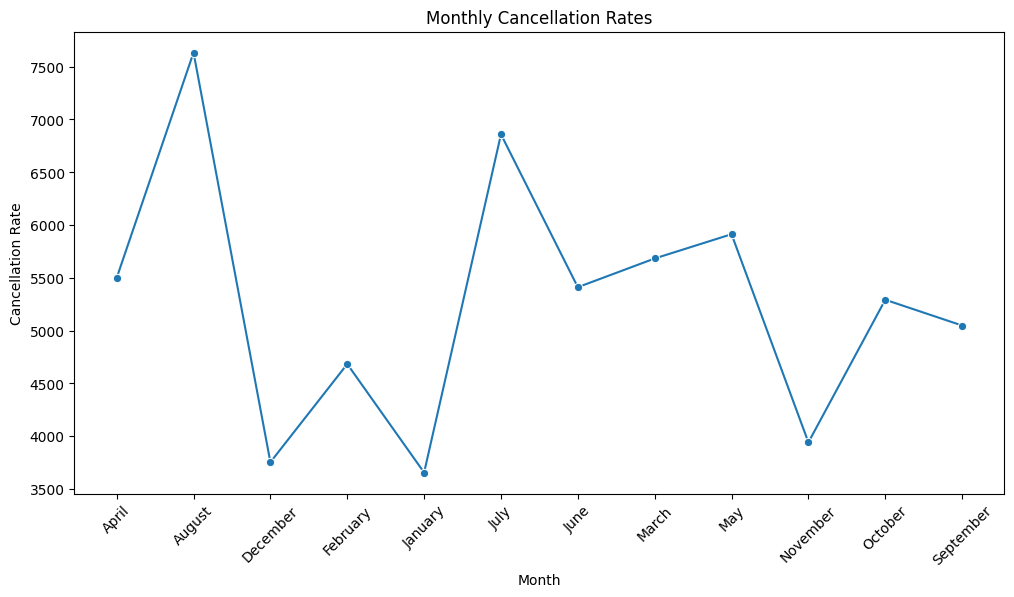 Monthly Cancellation Rates
Cancellation Rate
7500
7000
6500
6000
5500
5000
4500
4000
3500
April
August
December
February
January
July
June
March
May
November
October
September
Month